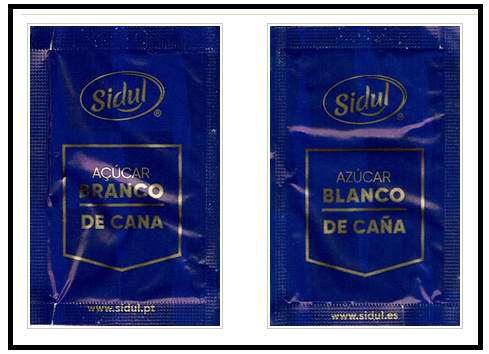 Sidul®
AÇÚCAR
BRANCO
DE CANA
www.sidul.pt
Sidul®
AZÚCAR
BLANCO
DE CAÑA
www.sidul.es